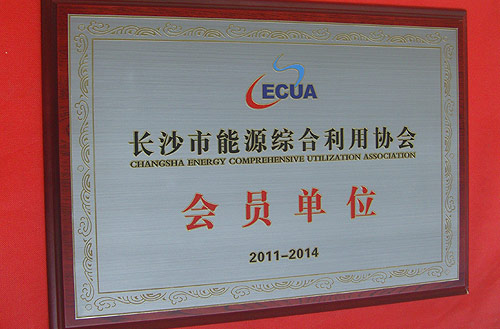 ECUA
长沙市能源综合利用协会
CHANGSHA ENERGY COMPREHENSIVE UTILIZATION ASSOCIATION
会员单位
2011-2014